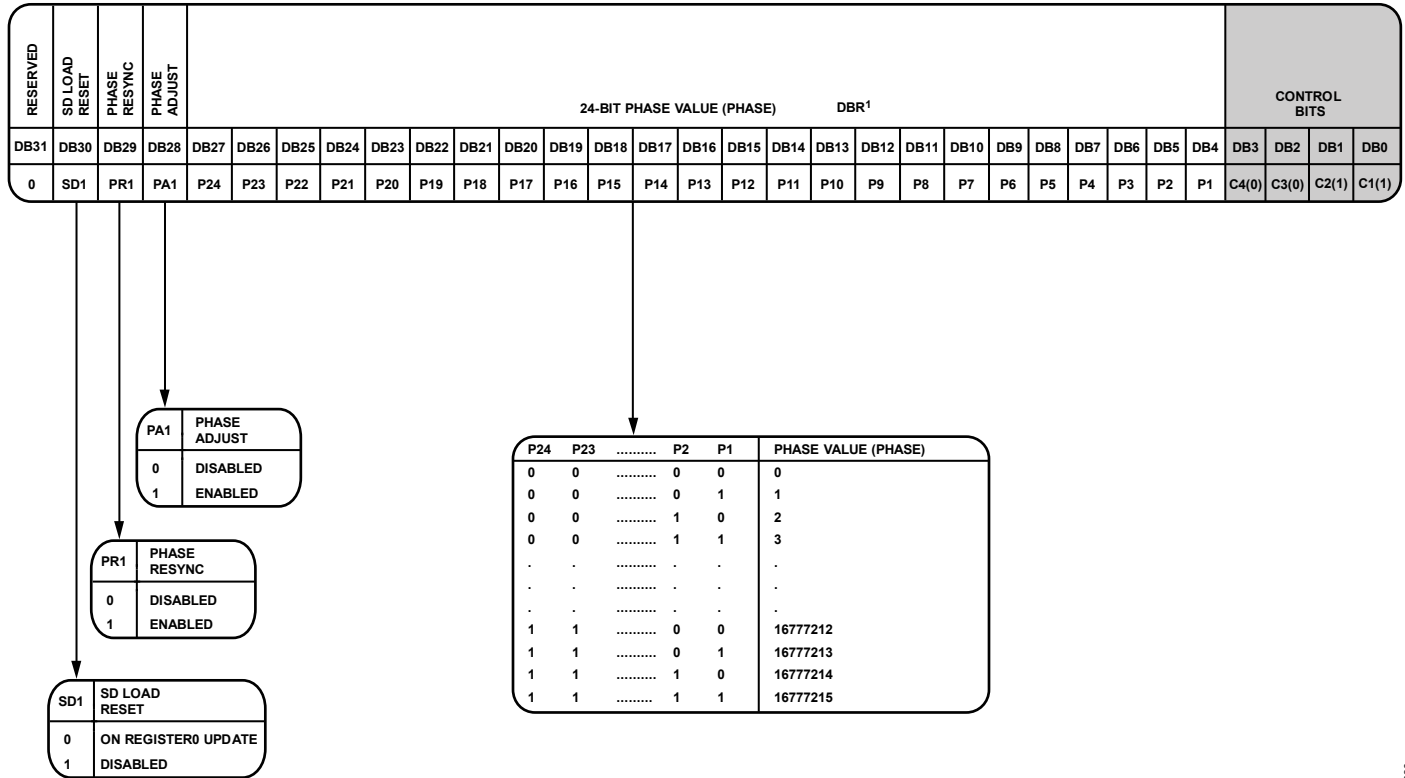 RESERVED
SD LOAD
RESET
PHASE
RESYNC
PHASE
ADJUST
24-BIT PHASE VALUE (PHASE) DBR1
CONTROL
BITS
DB31 DB30 DB29 DB28 DB27 DB26 DB25 DB24 DB23 DB22 DB21 DB20 DB19 DB18 DB17 DB16 DB15 DB14 DB13 DB12 DB11 DB10 DB9 DB8 DB7 DB6 DB5 DB4 DB3 DB2 DB1 DB0
0 SD1 PR1 PA1 P24 P23 P22 P21 P20 P19 P18 P17 P16 P15 P14 P13 P12 P11 P10 P9 P8 P7 P6 P5 P4 P3 P2 P1 C4(0) C3(0) C2(1) C1(1)
PA1 PHASE
ADJUST
0 DISABLED
1 ENABLED
PR1 PHASE
RESYNC
0 DISABLED
1 ENABLED
SD1 SD LOAD
RESET
0 ON REGISTER0 UPDATE
1 DISABLED
P24 P23 .......... P2 P1 PHASE VALUE (PHASE)
0 0 .......... 0 0 0
0 0 .......... 0 1 1
0 0 .......... 1 0 2
0 0 .......... 1 1 3
. . .......... . . .
. . .......... . . .
. . .......... . . .
1 1 .......... 0 0 16777212
1 1 .......... 0 1 16777213
1 1 .......... 1 0 16777214
1 1 ......... 1 1 16777215